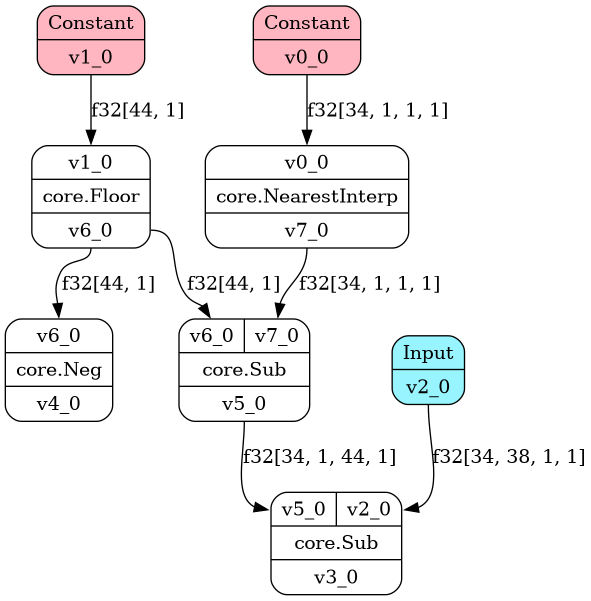 Constant
v1_0
Constant
v0_0
f32[44, 1]
f32[34, 1, 1, 1]
v1_0
core.Floor
v6_0
v0_0
core.NearestInterp
v7_0
f32[44, 1]
f32[44, 1]
f32[34, 1, 1, 1]
v6_0
core.Neg
v4_0
v6_0 v7_0
core.Sub
v5_0
Input
v2_0
f32[34, 1, 44, 1]
f32[34, 38, 1, 1]
v5_0 v2_0
core.Sub
v3_0